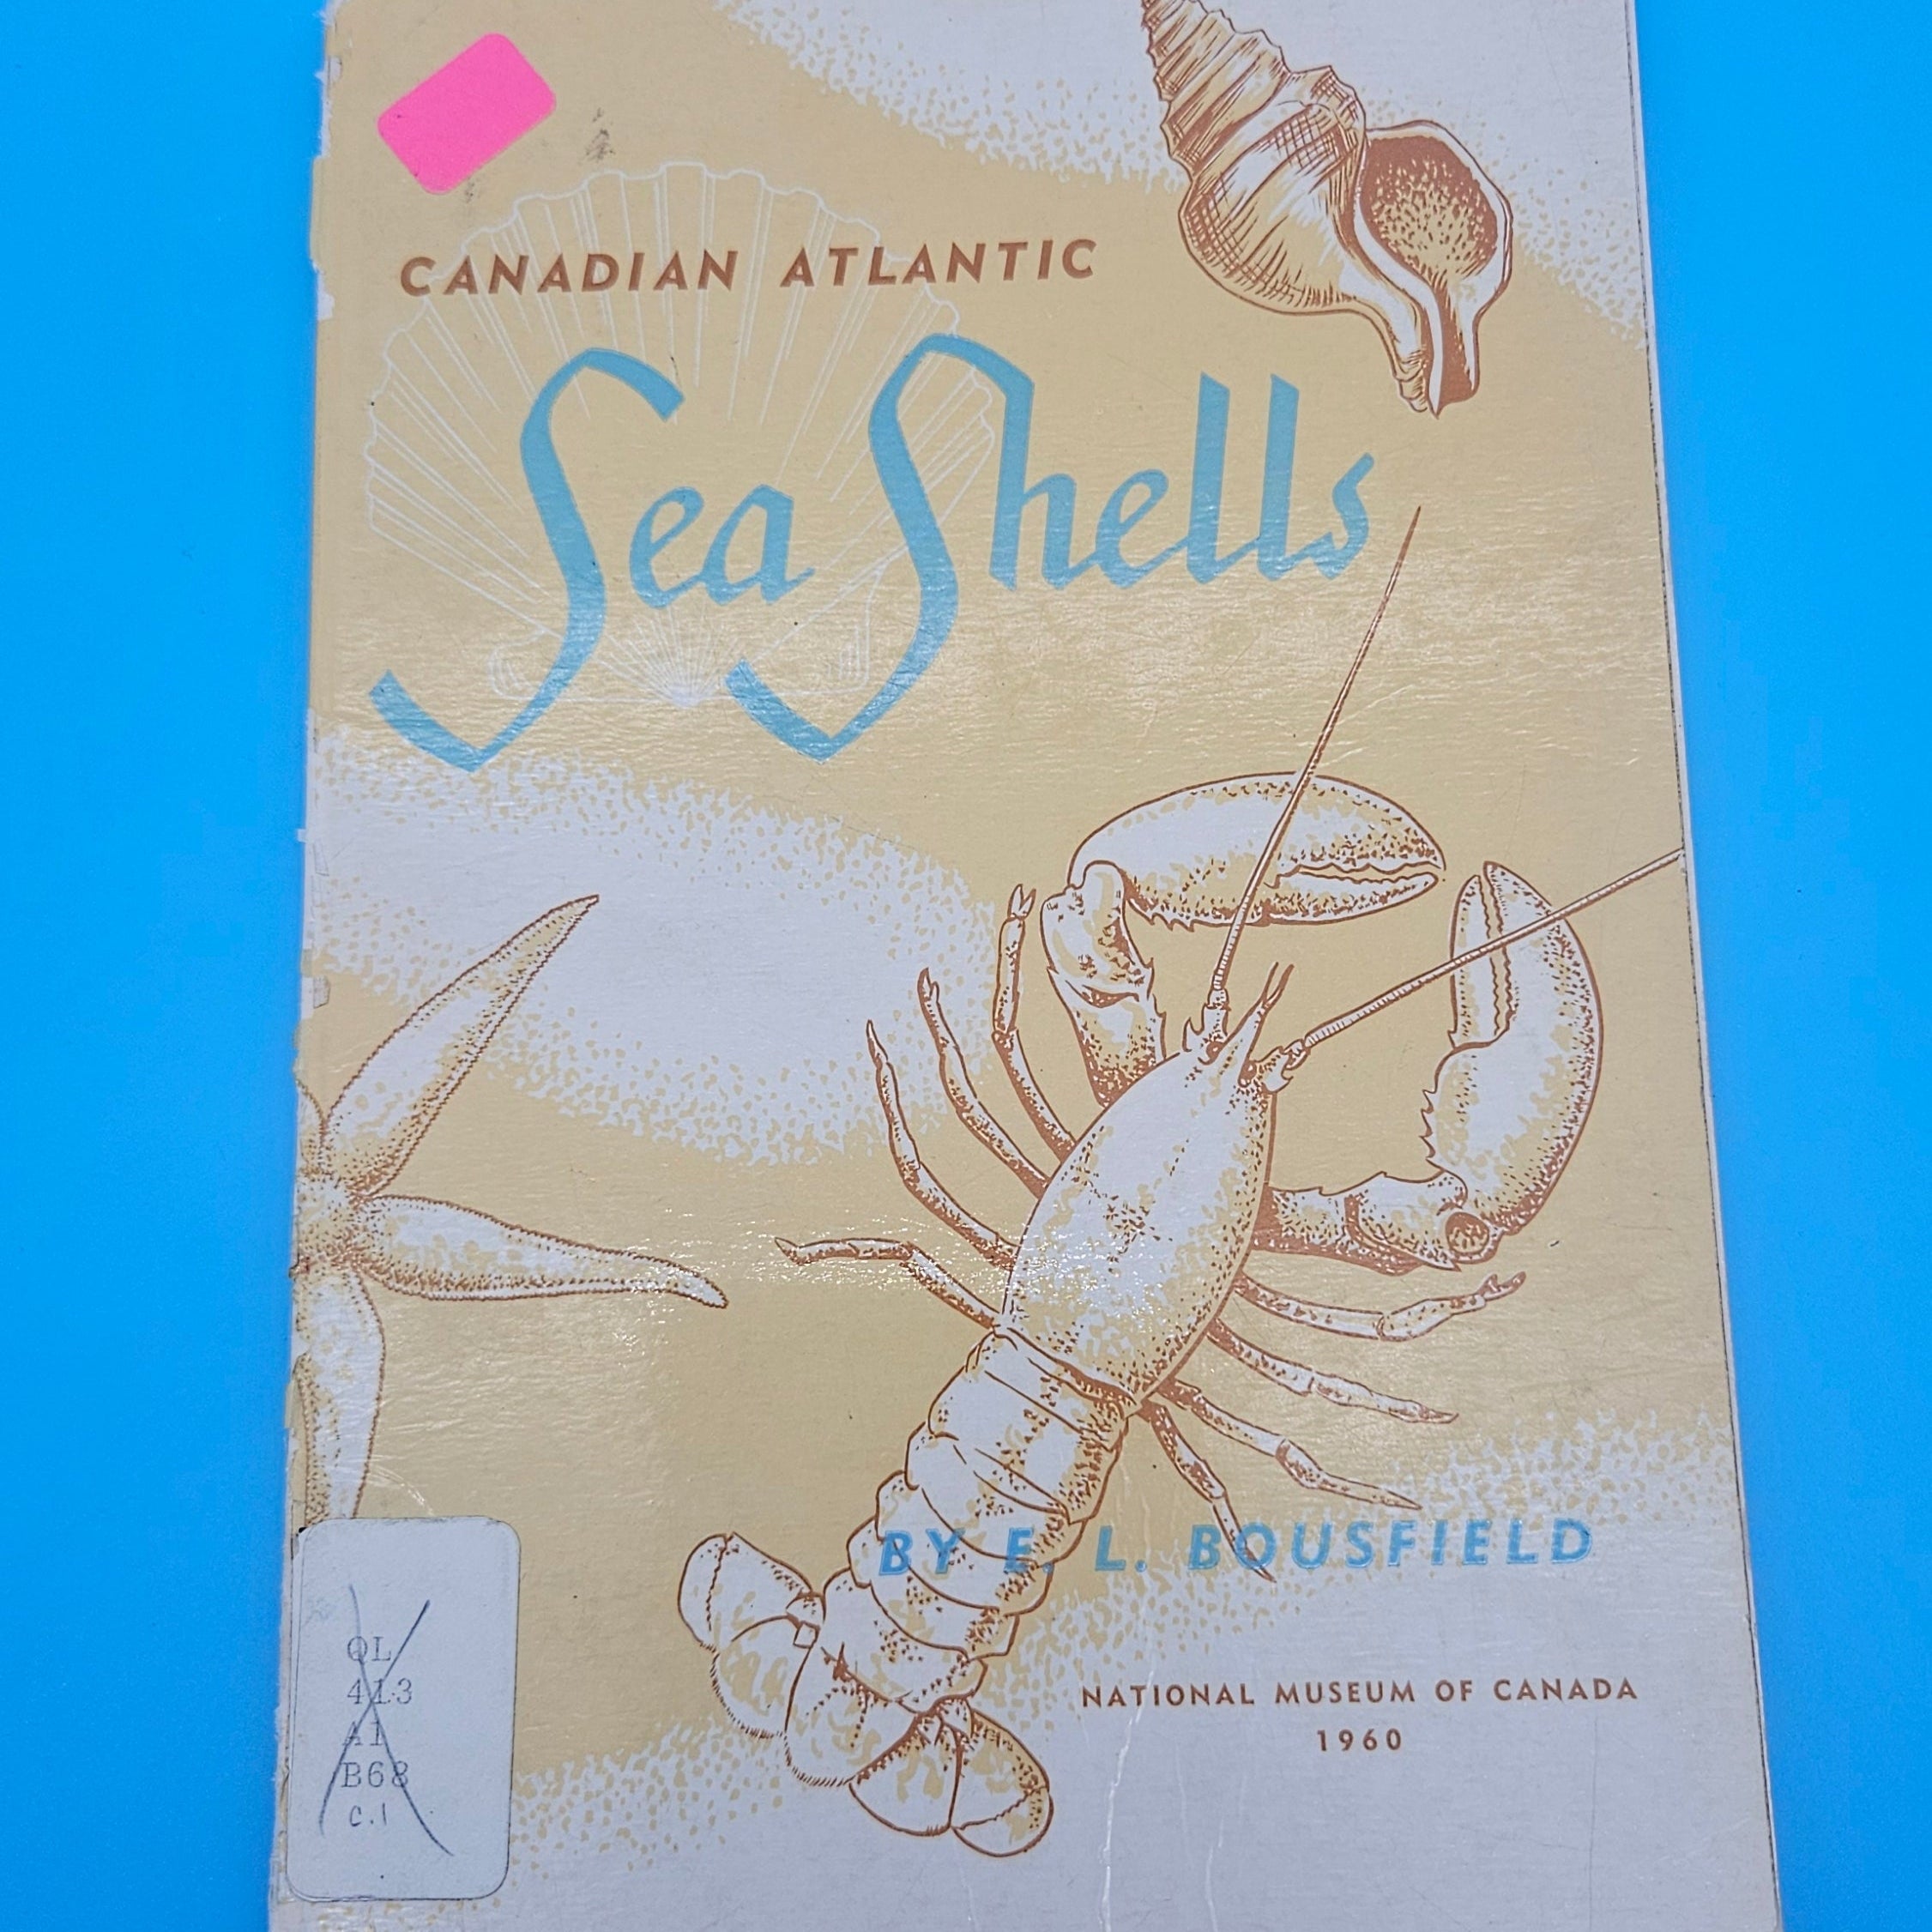 CANADIAN ATLANTIC
Sea Shells
BY E. L. BOUSFIELD
NATIONAL MUSEUM OF CANADA
1960
QL
413
A1
B68
C.1